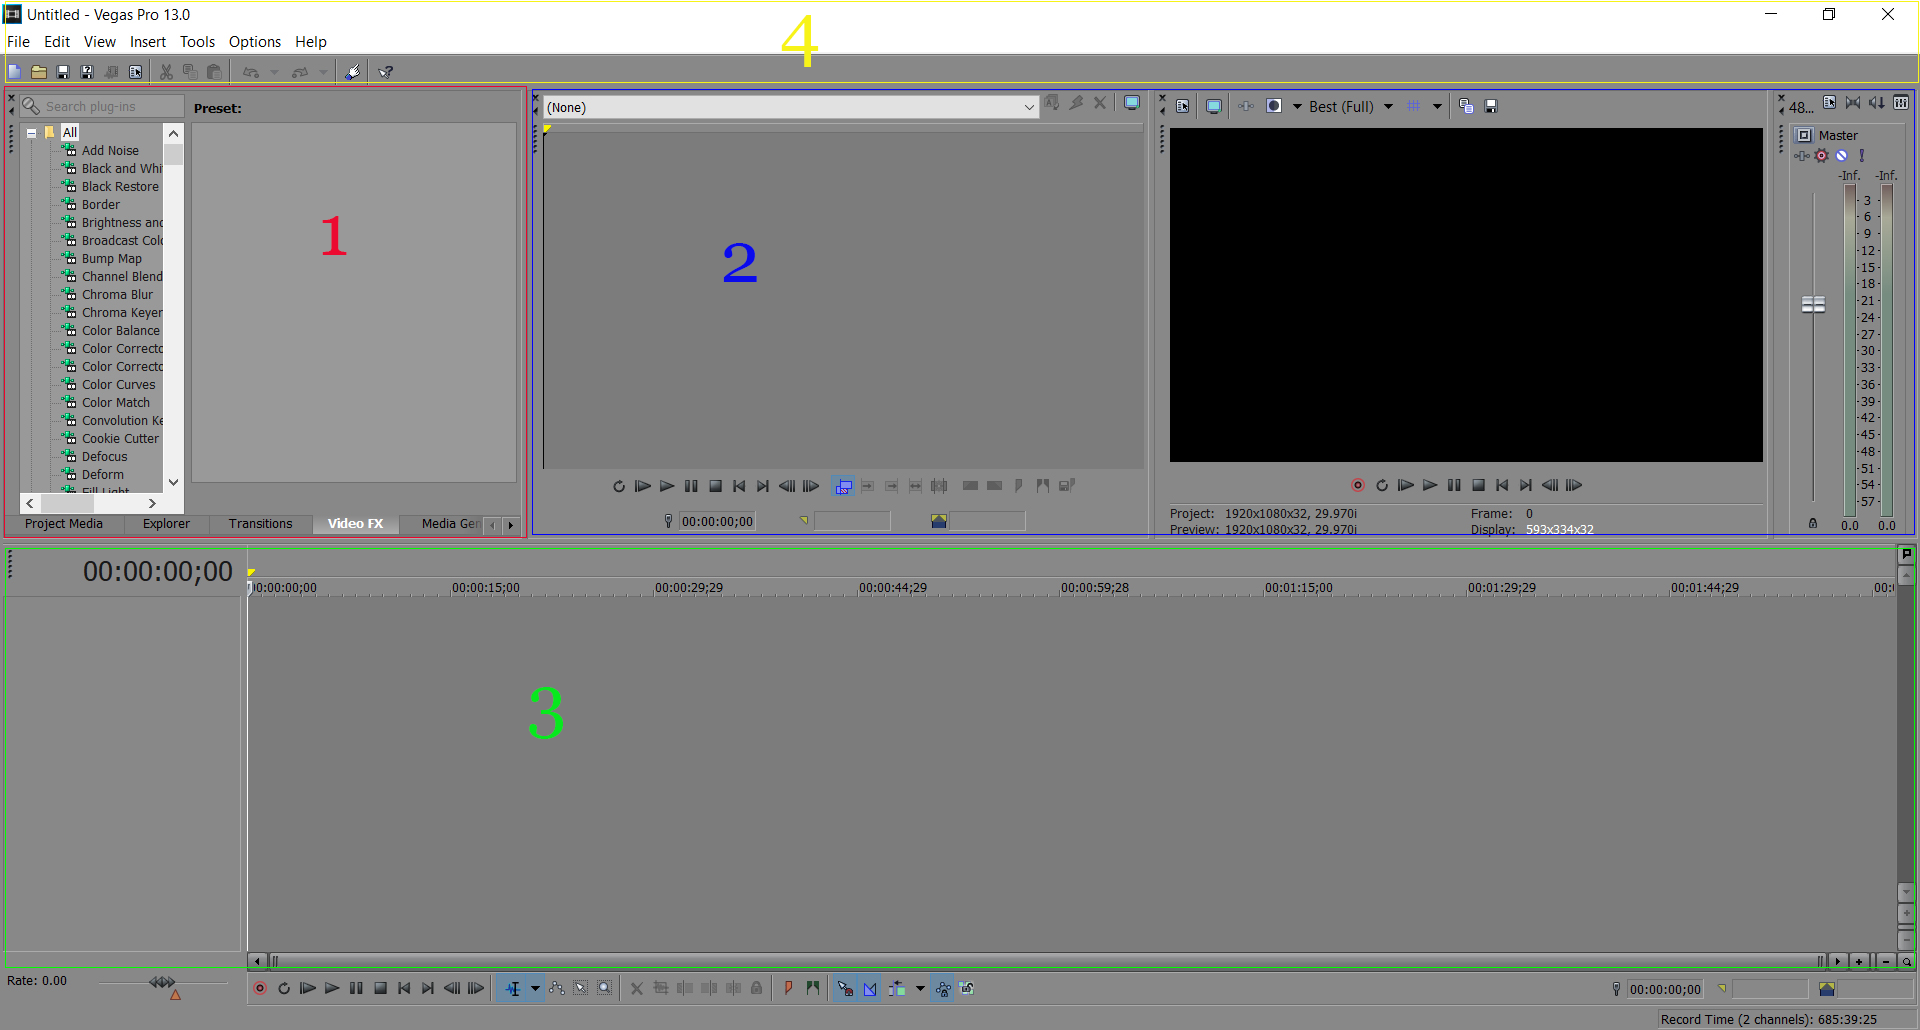 Untitled - Vegas Pro 13.0
4
File Edit View Insert Tools Options Help
Search plug-ins
Preset:
All
Add Noise
Black and Whi
Black Restore
Border
Brightness and
Broadcast Colo
Bump Map
Channel Blend
Chroma Blur
Chroma Keyer
Color Balance
Color Correcto
Color Correcto
Color Curves
Color Match
Convolution Ke
Cookie Cutter
Defocus
Deform
Fill Light
1
Project Media Explorer Transitions Video FX Media Gen
(None)
2
00:00:00;00
Best (Full)
Project: 1920x1080x32, 29.970i Frame: 0
Preview: 1920x1080x32, 29.970i Display: 593x334x32
48...
Master
-Inf. -Inf.
3
6
9
12
15
18
21
24
27
30
33
36
39
42
45
48
51
54
57
0.0 0.0
00:00:00;00
00:00:00;00 00:00:15;00 00:00:29;29 00:00:44;29 00:00:59;28 00:01:15;00 00:01:29;29 00:01:44;29 00:0
3
Rate: 0.00
00:00:00;00
Record Time (2 channels): 685:39:25